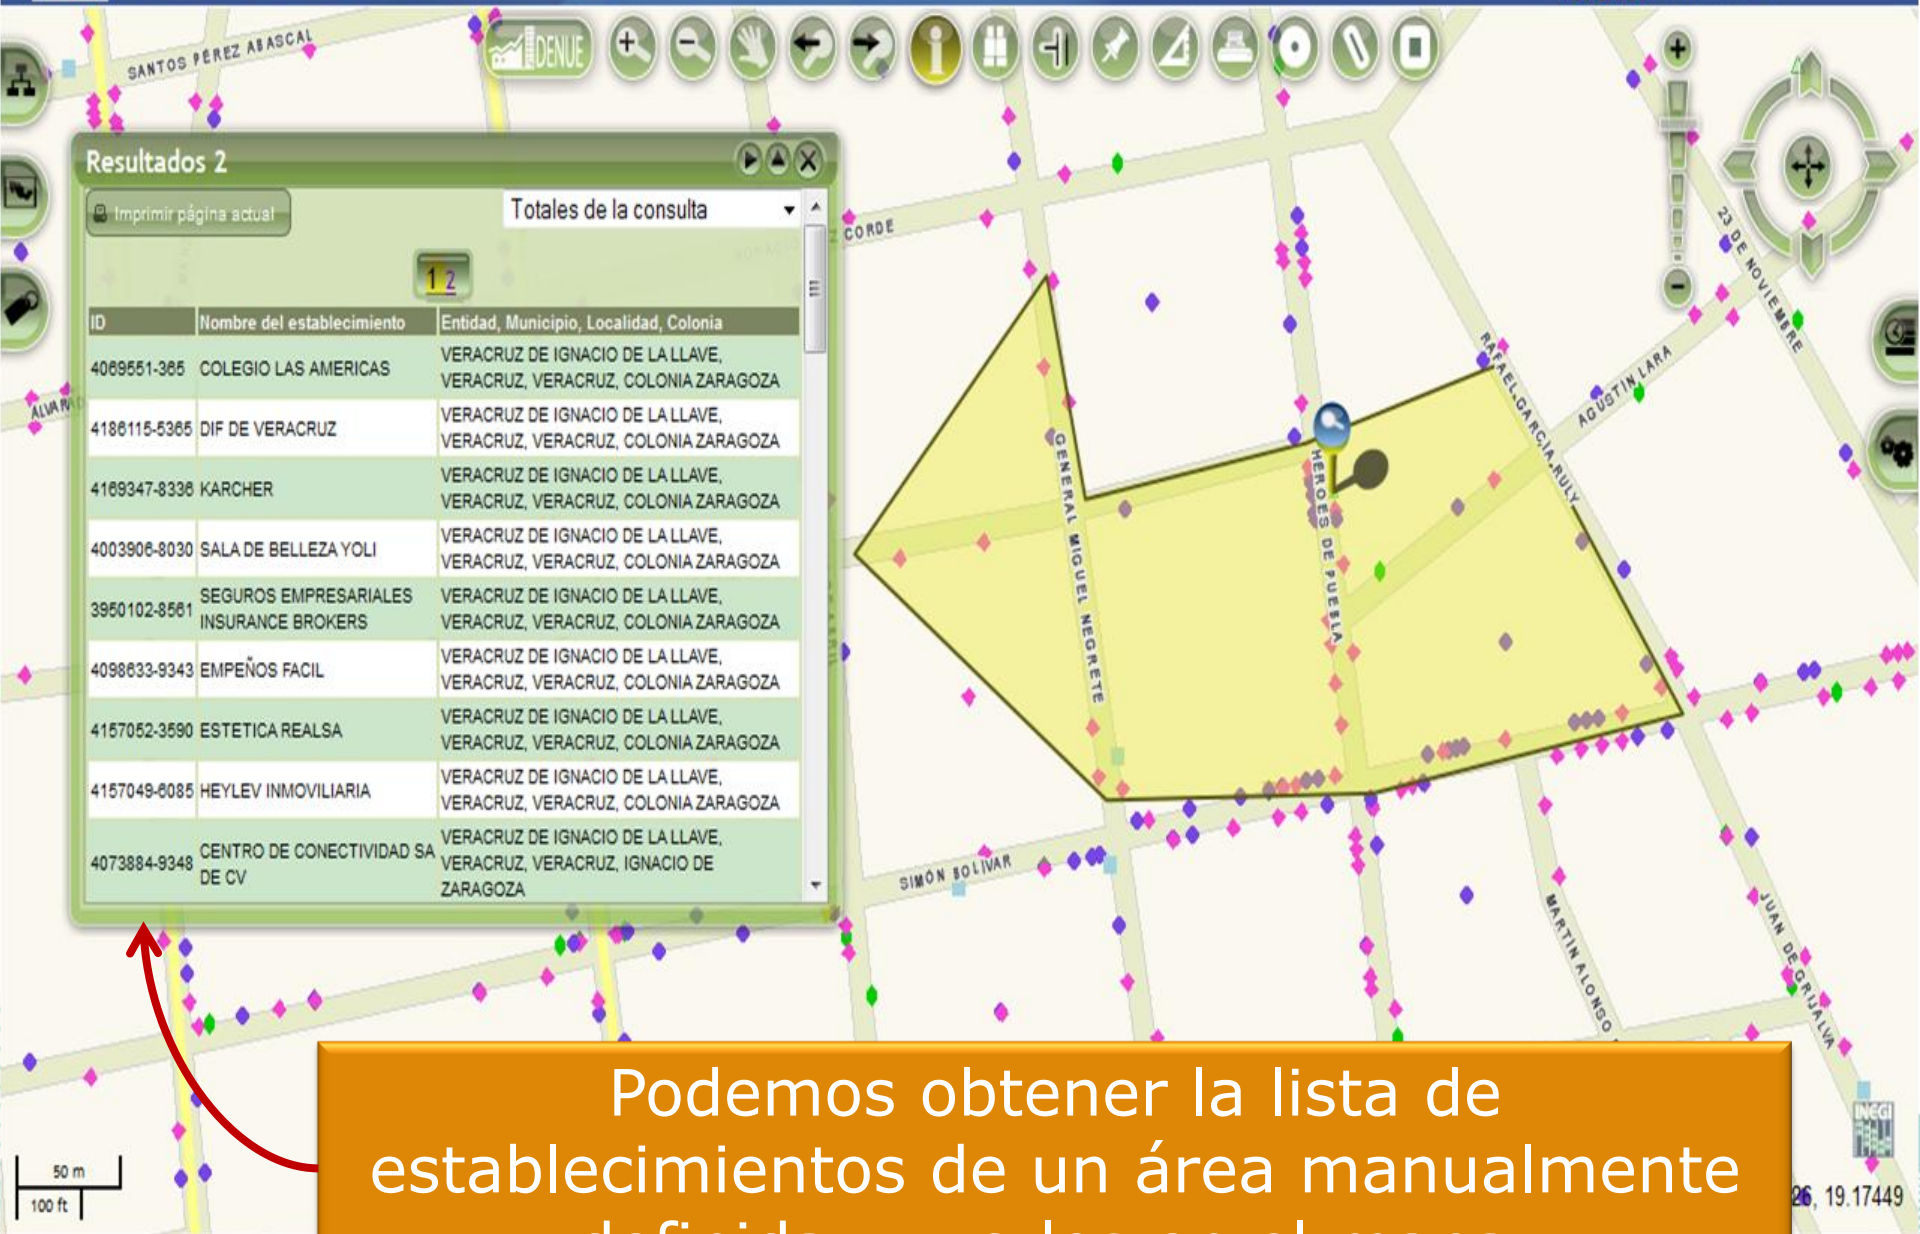 SANTOS PÉREZ ABASCAL
DENUE
Resultados 2
Imprimir página actual
Totales de la consulta
1 2
ID Nombre del establecimiento Entidad, Municipio, Localidad, Colonia
4069551-365 COLEGIO LAS AMERICAS VERACRUZ DE IGNACIO DE LA LLAVE,
VERACRUZ, VERACRUZ, COLONIA ZARAGOZA
4186115-5365 DIF DE VERACRUZ VERACRUZ DE IGNACIO DE LA LLAVE,
VERACRUZ, VERACRUZ, COLONIA ZARAGOZA
4169347-8336 KARCHER VERACRUZ DE IGNACIO DE LA LLAVE,
VERACRUZ, VERACRUZ, COLONIA ZARAGOZA
4003906-8030 SALA DE BELLEZA YOLI VERACRUZ DE IGNACIO DE LA LLAVE,
VERACRUZ, VERACRUZ, COLONIA ZARAGOZA
3950102-8561 SEGUROS EMPRESARIALES INSURANCE BROKERS VERACRUZ DE IGNACIO DE LA LLAVE,
VERACRUZ, VERACRUZ, COLONIA ZARAGOZA
4098633-9343 EMPEÑOS FACIL VERACRUZ DE IGNACIO DE LA LLAVE,
VERACRUZ, VERACRUZ, COLONIA ZARAGOZA
4157052-3590 ESTETICA REALSA VERACRUZ DE IGNACIO DE LA LLAVE,
VERACRUZ, VERACRUZ, COLONIA ZARAGOZA
4157049-6085 HEYLEV INMOVILIARIA VERACRUZ DE IGNACIO DE LA LLAVE,
VERACRUZ, VERACRUZ, COLONIA ZARAGOZA
4073884-9348 CENTRO DE CONECTIVIDAD SA DE CV VERACRUZ DE IGNACIO DE LA LLAVE,
VERACRUZ, VERACRUZ, IGNACIO DE
ZARAGOZA
CORDE
23 DE NOVIEMBRE
RAFAEL GARCÍA RULY
AGUSTIN LARA
GENERAL MIGUEL NEGRETE
HEROES DE PUEBLA
SIMÓN BOLIVAR
MARTIN ALONSO
JUAN DE GRIJALVA
50 m
100 ft
INEGI
26, 19.17449
Podemos obtener la lista de
establecimientos de un área manualmente